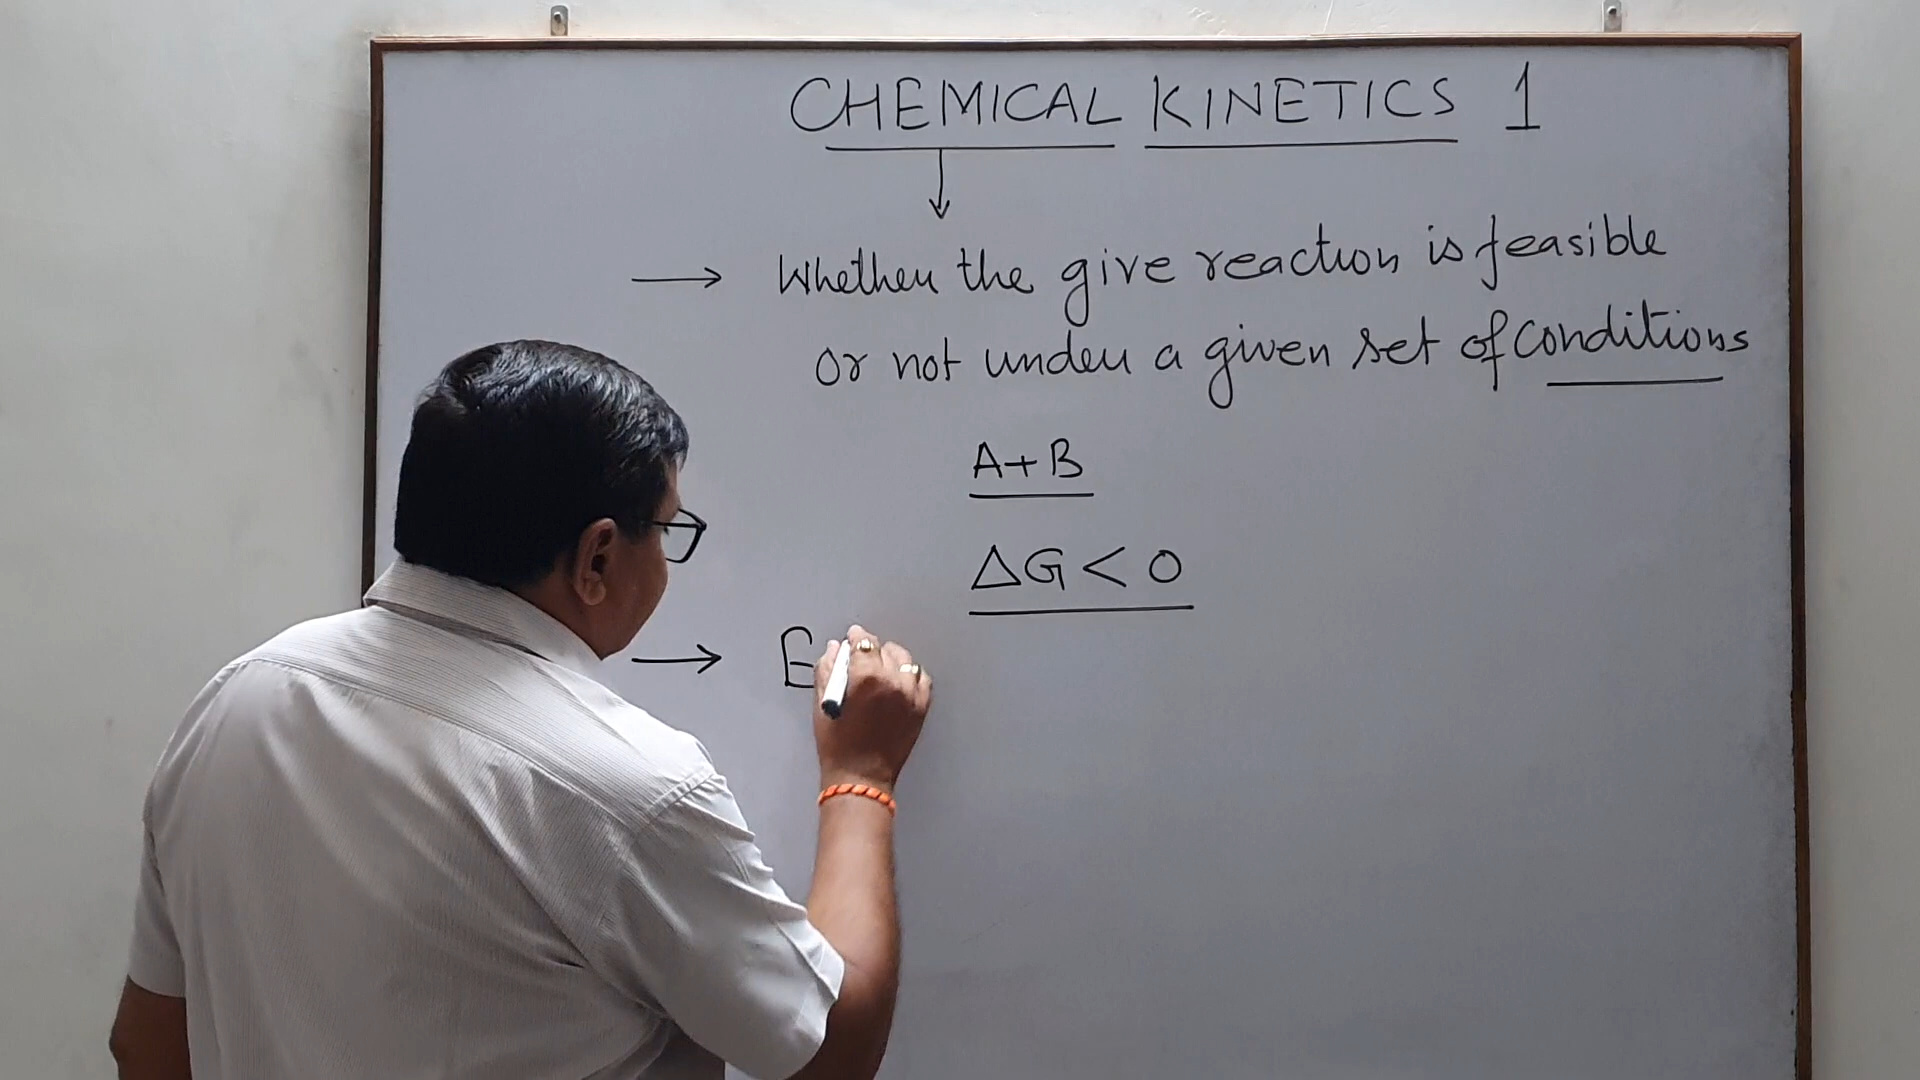 CHEMICAL KINETICS 1
→ Whether the give reaction is feasible
or not under a given set of conditions
A+B
ΔG < 0
→ E